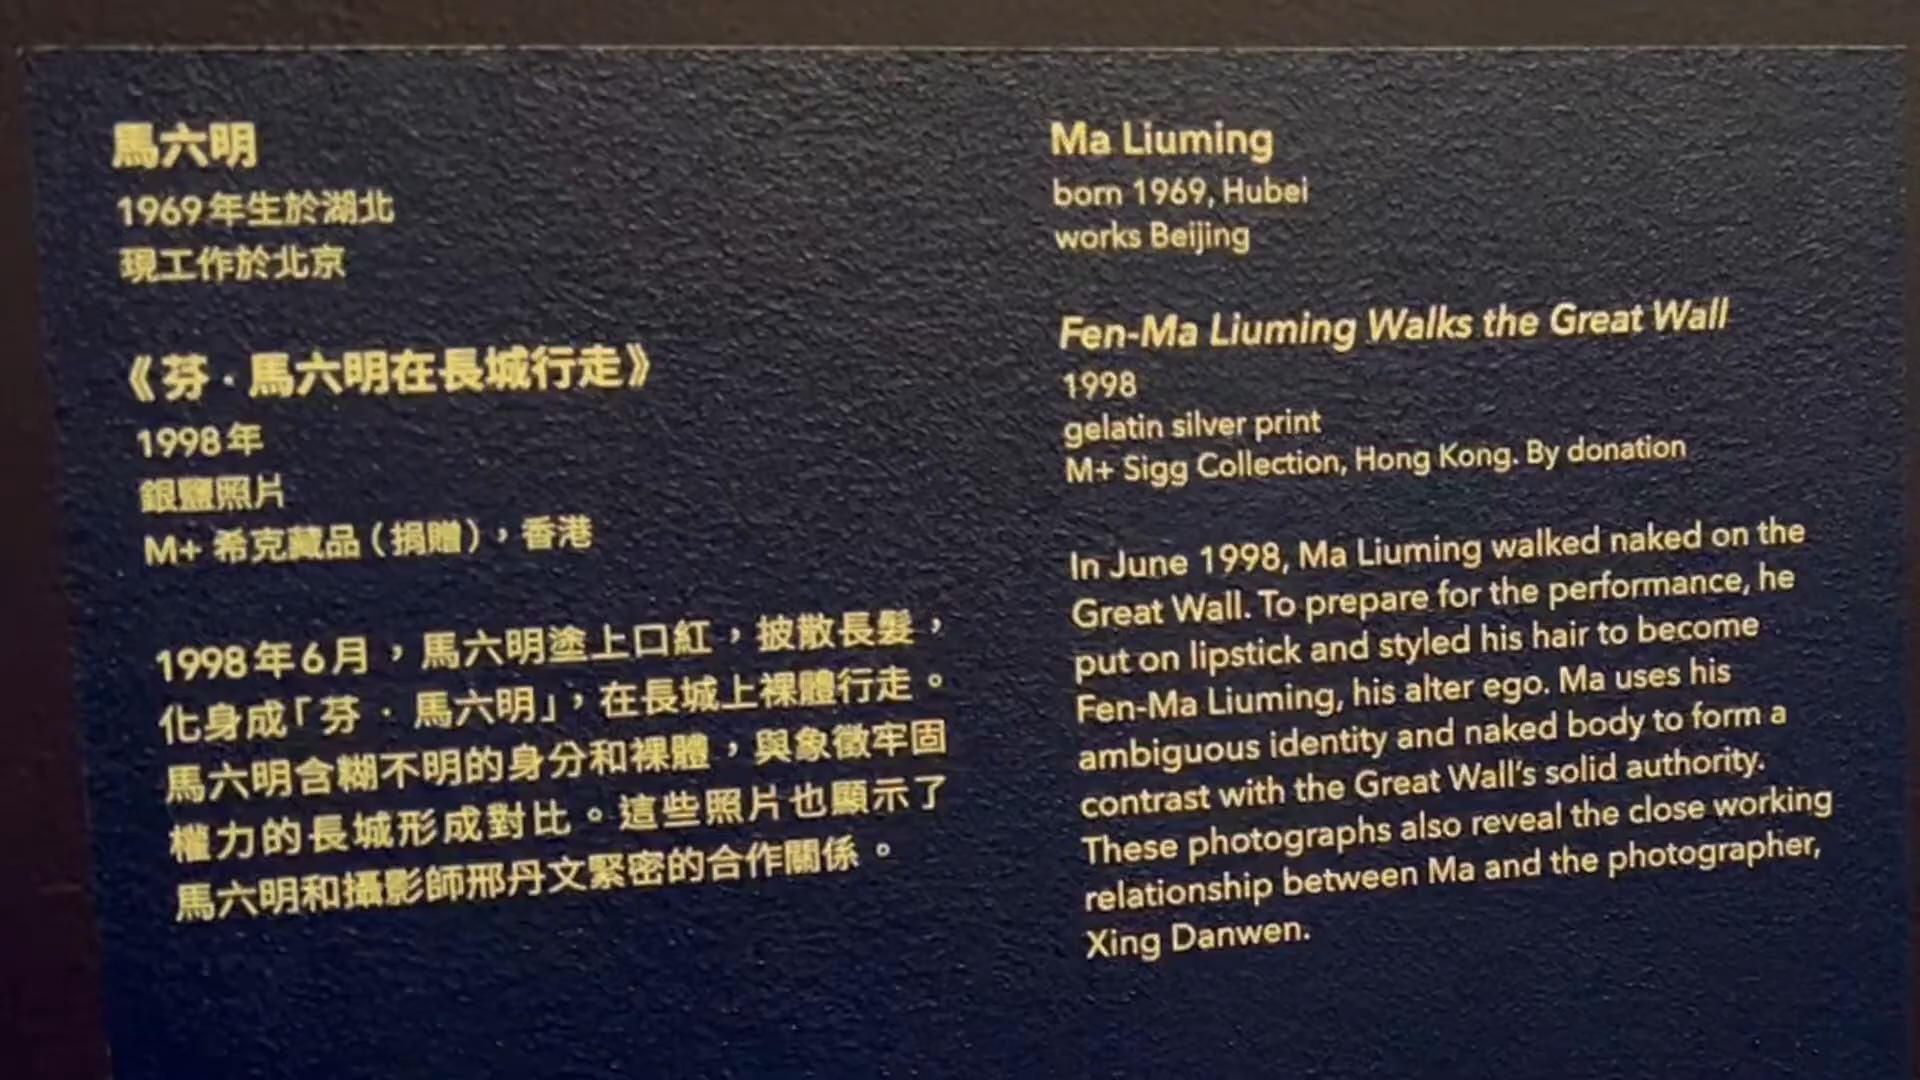 馬六明
1969年生於湖北
現工作於北京
《芬·馬六明在長城行走》
1998年
銀鹽照片
M+ 希克藏品（捐贈），香港
1998年6月，馬六明塗上口紅，披散長髮，
化身成「芬·馬六明」，在長城上裸體行走。
馬六明含糊不明的身分和裸體，與象徵牢固
權力的長城形成對比。這些照片也顯示了
馬六明和攝影師邢丹文緊密的合作關係。
Ma Liuming
born 1969, Hubei
works Beijing
Fen-Ma Liuming Walks the Great Wall
1998
gelatin silver print
M+ Sigg Collection, Hong Kong. By donation
In June 1998, Ma Liuming walked naked on the
Great Wall. To prepare for the performance, he
put on lipstick and styled his hair to become
Fen-Ma Liuming, his alter ego. Ma uses his
ambiguous identity and naked body to form a
contrast with the Great Wall's solid authority.
These photographs also reveal the close working
relationship between Ma and the photographer,
Xing Danwen.